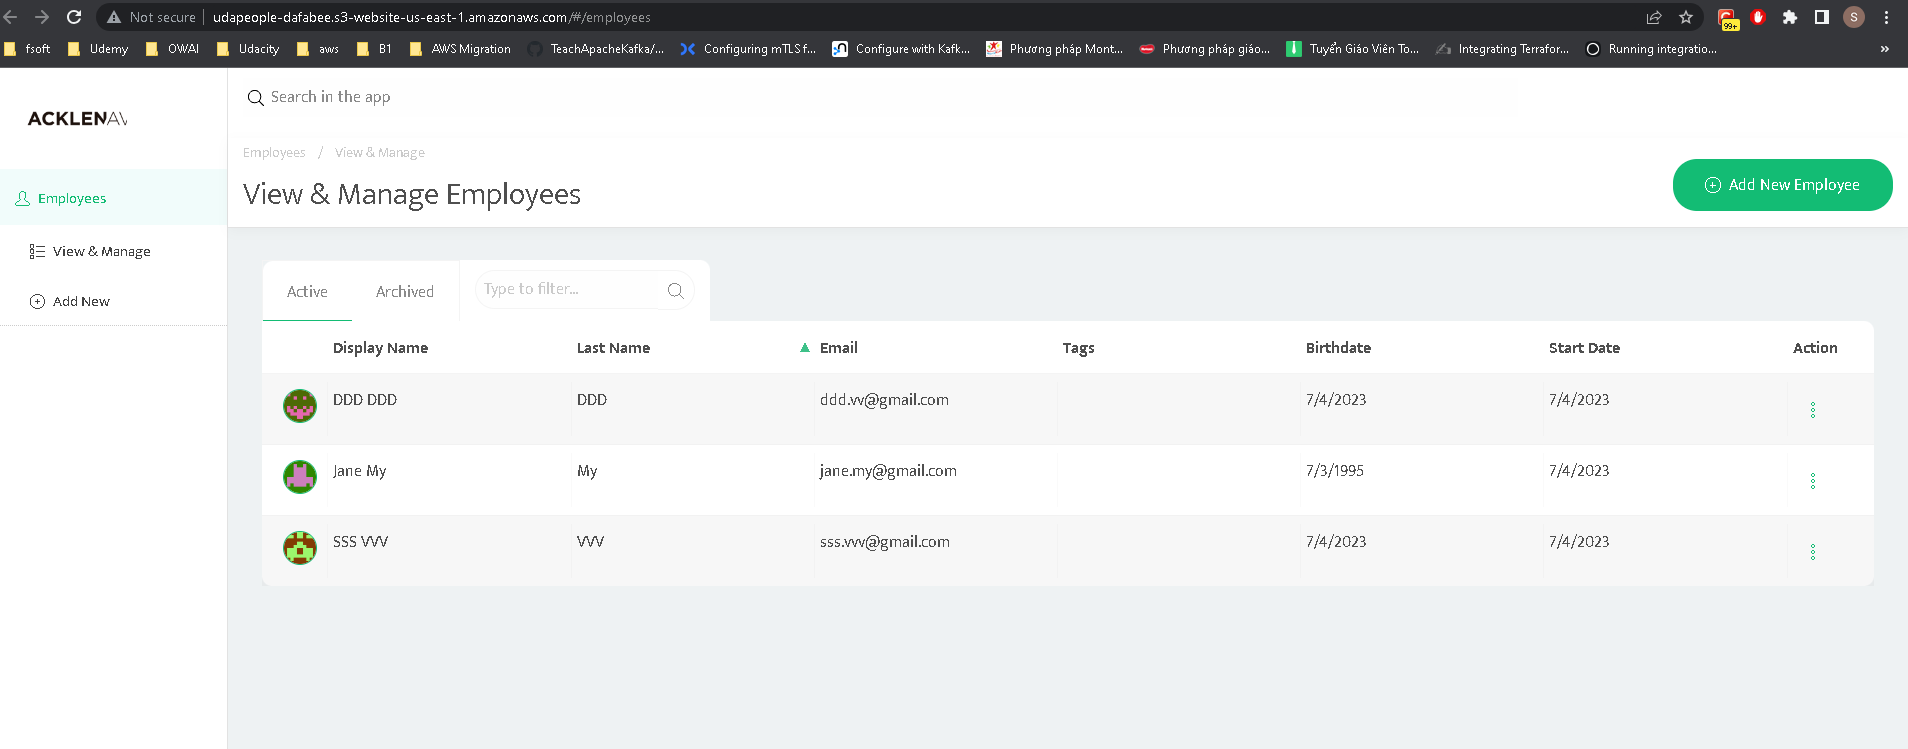 Not secure udapeople-dafabee.s3-website-us-east-1.amazonaws.com/#/employees 99+ S
fsoft Udemy OWAI Udacity aws B1 AWS Migration TeachApacheKafka/... Configuring mTLS f... Configure with Kafk... Phương pháp Mont... Phương pháp giáo... Tuyển Giáo Viên To... Integrating Terrafor... Running integratio... »
ACKLENAV
Search in the app
Employees / View & Manage
View & Manage Employees
Add New Employee
Employees
View & Manage
Add New
Active Archived Type to filter...
Display Name Last Name Email Tags Birthdate Start Date Action
DDD DDD DDD ddd.vv@gmail.com 7/4/2023 7/4/2023
Jane My My jane.my@gmail.com 7/3/1995 7/4/2023
SSS VVV VVV sss.vvv@gmail.com 7/4/2023 7/4/2023